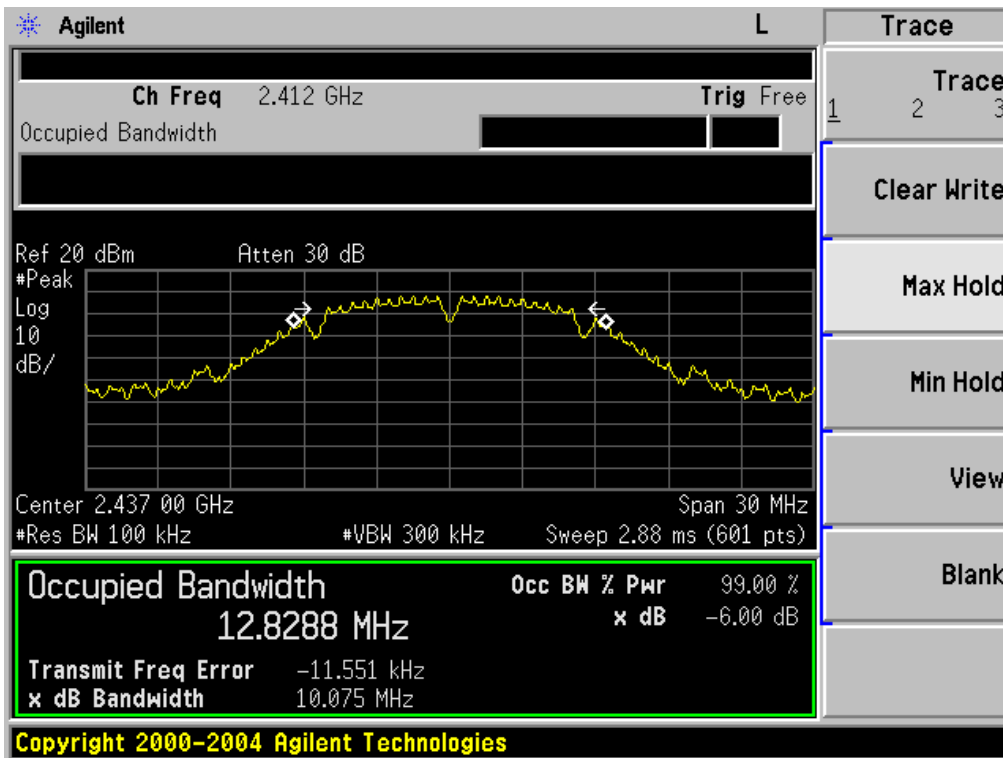 Agilent L Trace
Ch Freq 2.412 GHz Trig Free
Occupied Bandwidth
Trace
1 2 3
Clear Write
Max Hold
Min Hold
View
Blank
Ref 20 dBm Atten 30 dB
#Peak
Log
10
dB/
Center 2.437 00 GHz Span 30 MHz
#Res BW 100 kHz #VBW 300 kHz Sweep 2.88 ms (601 pts)
Occupied Bandwidth Occ BW % Pwr 99.00 %
12.8288 MHz x dB -6.00 dB
Transmit Freq Error -11.551 kHz
x dB Bandwidth 10.075 MHz
Copyright 2000-2004 Agilent Technologies